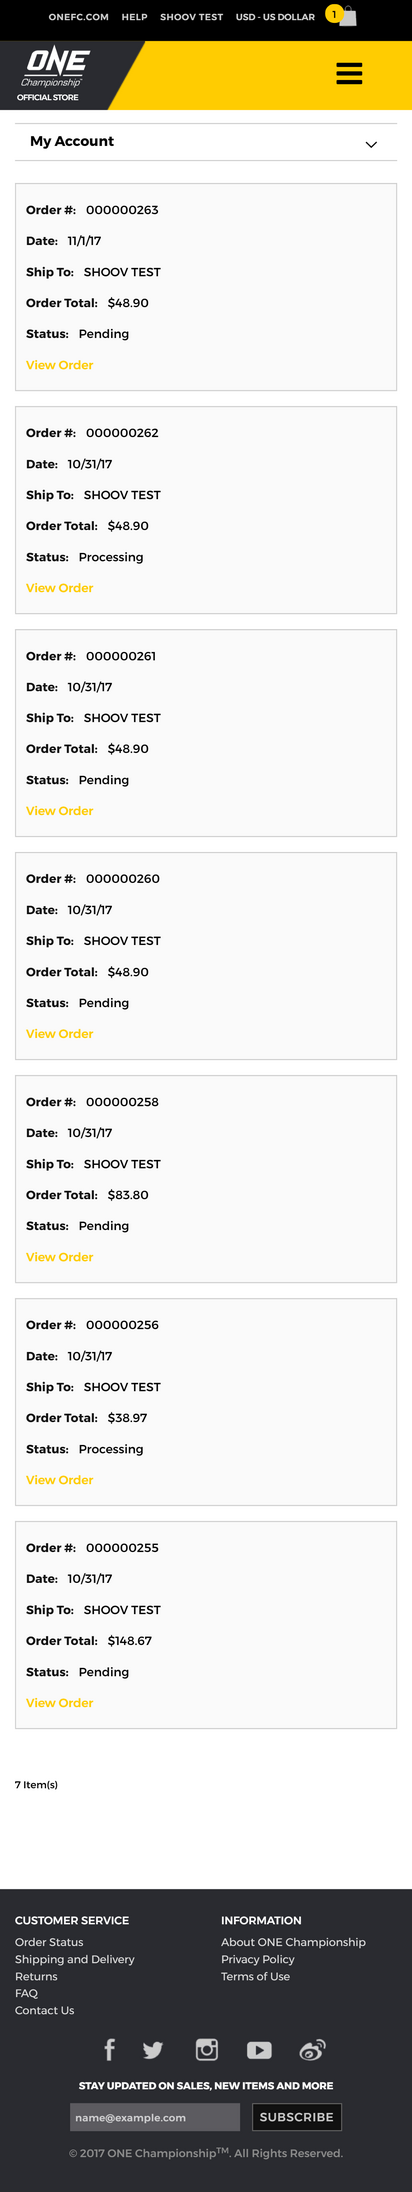 ONEFC.COM HELP SHOOV TEST USD - US DOLLAR 1
ONE
Championship
OFFICIAL STORE
My Account
Order #: 000000263
Date: 11/1/17
Ship To: SHOOV TEST
Order Total: $48.90
Status: Pending
View Order
Order #: 000000262
Date: 10/31/17
Ship To: SHOOV TEST
Order Total: $48.90
Status: Processing
View Order
Order #: 000000261
Date: 10/31/17
Ship To: SHOOV TEST
Order Total: $48.90
Status: Pending
View Order
Order #: 000000260
Date: 10/31/17
Ship To: SHOOV TEST
Order Total: $48.90
Status: Pending
View Order
Order #: 000000258
Date: 10/31/17
Ship To: SHOOV TEST
Order Total: $83.80
Status: Pending
View Order
Order #: 000000256
Date: 10/31/17
Ship To: SHOOV TEST
Order Total: $38.97
Status: Processing
View Order
Order #: 000000255
Date: 10/31/17
Ship To: SHOOV TEST
Order Total: $148.67
Status: Pending
View Order
7 Item(s)
CUSTOMER SERVICE
Order Status
Shipping and Delivery
Returns
FAQ
Contact Us
INFORMATION
About ONE Championship
Privacy Policy
Terms of Use
STAY UPDATED ON SALES, NEW ITEMS AND MORE
name@example.com SUBSCRIBE
© 2017 ONE Championship™. All Rights Reserved.